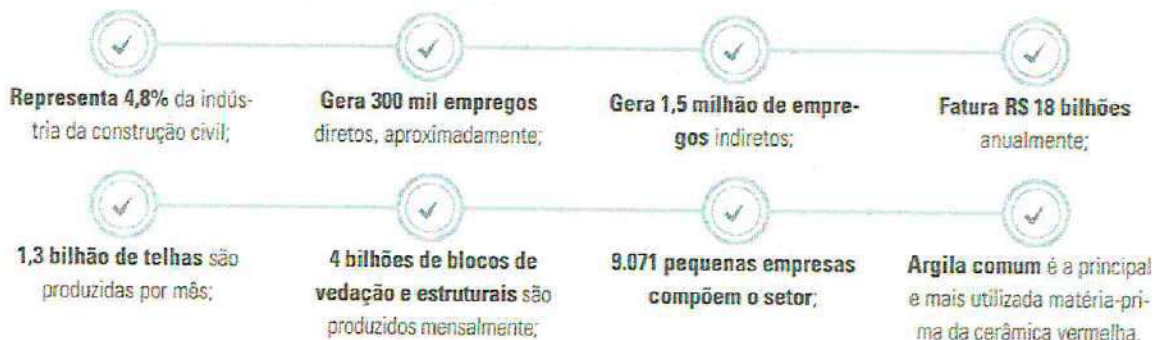 Representa 4,8% da indús-
tria da construção civil;
Gera 300 mil empregos
diretos, aproximadamente;
Gera 1,5 milhão de empre-
gos indiretos;
Fatura R$ 18 bilhões
anualmente;
1,3 bilhão de telhas são
produzidas por mês;
4 bilhões de blocos de
vedação e estruturais são
produzidos mensalmente;
9.071 pequenas empresas
compõem o setor;
Argila comum é a principal
e mais utilizada matéria-pri-
ma da cerâmica vermelha.